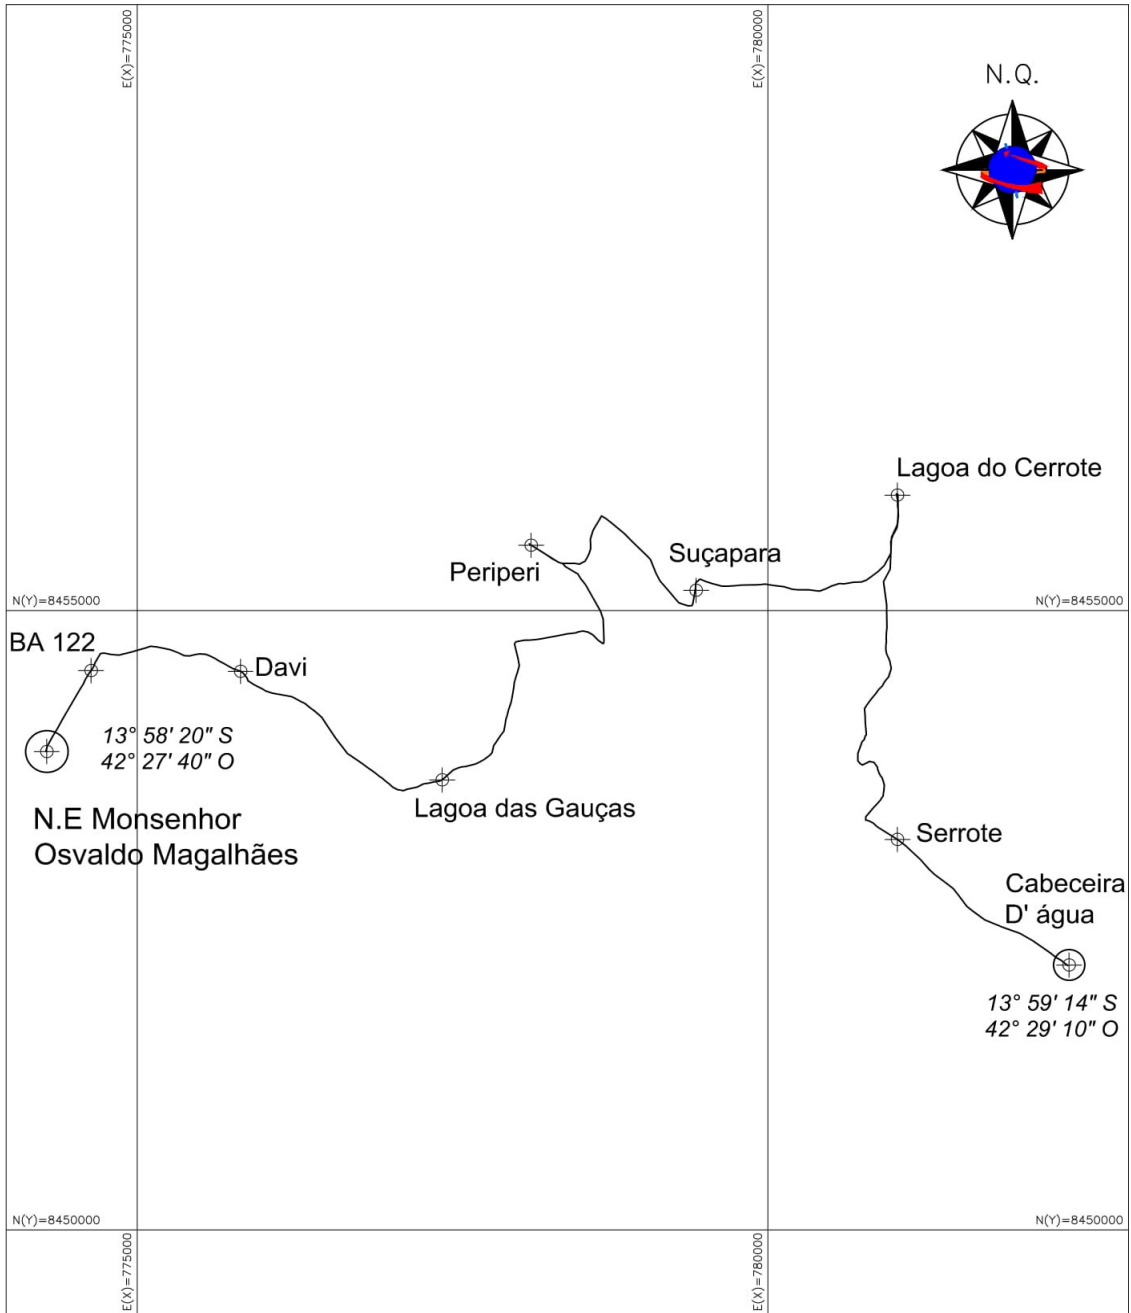 E(X)=775000
E(X)=780000
N.Q.
Lagoa do Cerrote
Suçapara
Periperi
N(Y)=8455000
N(Y)=8455000
BA 122
Davi
13° 58' 20" S
42° 27' 40" O
Lagoa das Gauças
N.E Monsenhor
Osvaldo Magalhães
Serrote
Cabeceira
D' água
13° 59' 14" S
42° 29' 10" O
N(Y)=8450000
N(Y)=8450000
E(X)=775000
E(X)=780000